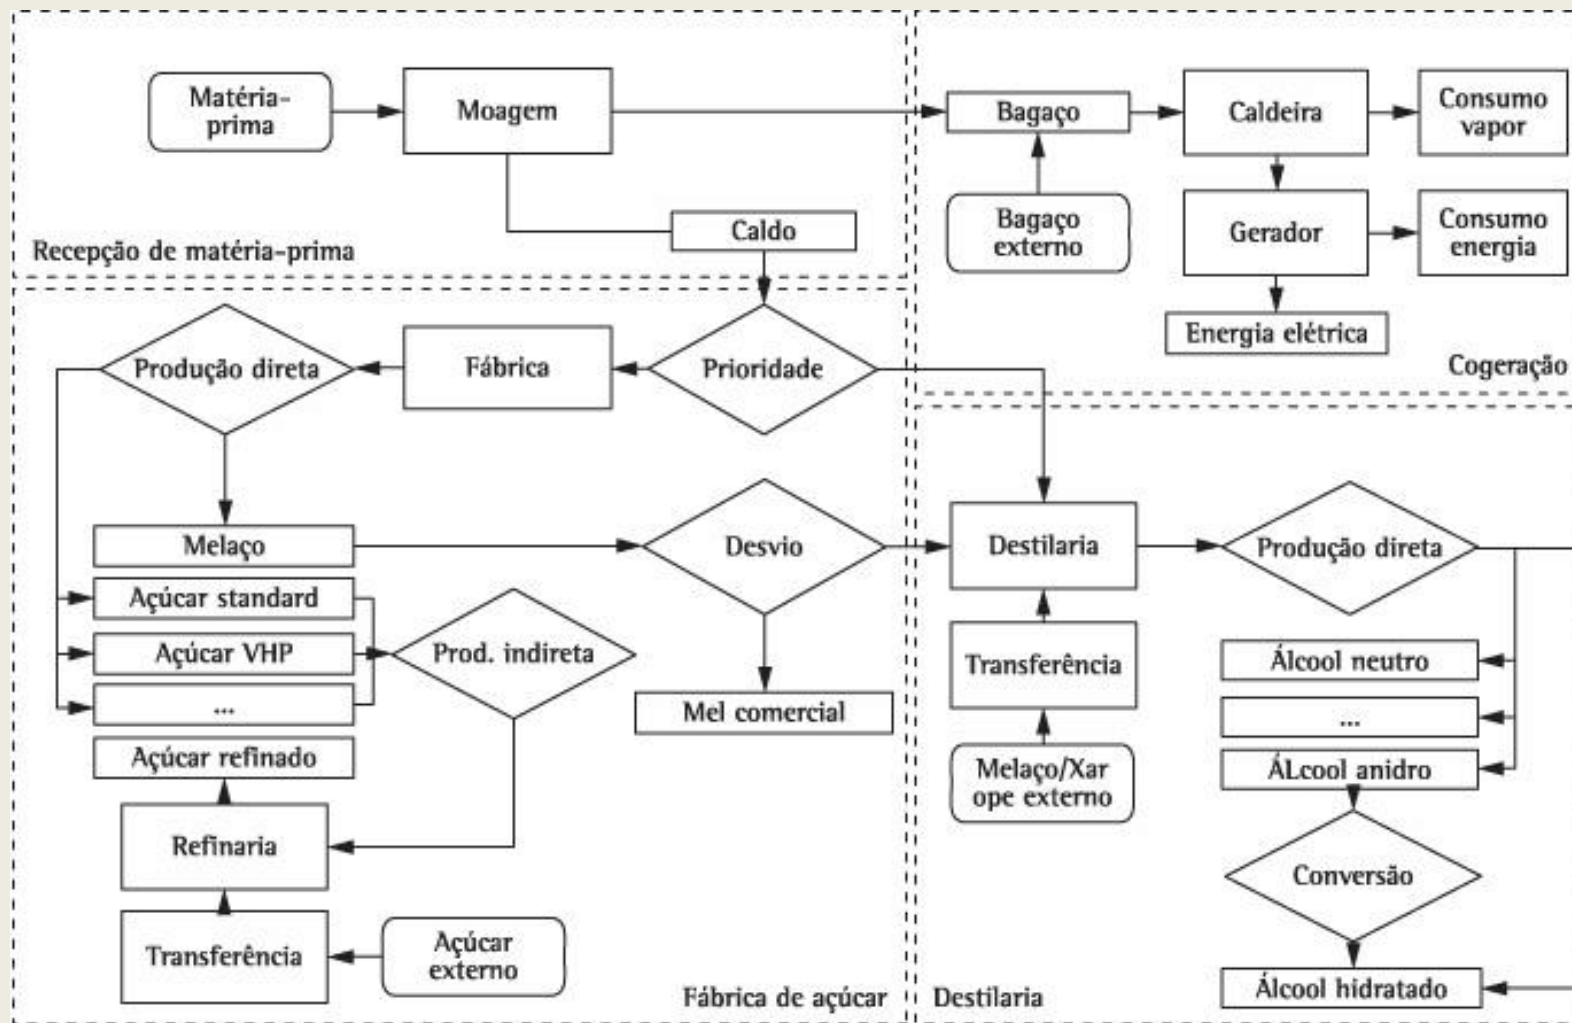 Matéria-
prima
Moagem
Caldo
Recepção de matéria-prima
Bagaço
Caldeira
Consumo
vapor
Bagaço
externo
Gerador
Consumo
energia
Energia elétrica
Cogeração
Produção direta
Fábrica
Prioridade
Melaço
Desvio
Açúcar standard
Açúcar VHP
Prod. indireta
...
Mel comercial
Açúcar refinado
Refinaria
Transferência
Açúcar
externo
Fábrica de açúcar
Destilaria
Produção direta
Transferência
Álcool neutro
...
Melaço/Xar
ope externo
ÁLcool anidro
Conversão
Álcool hidratado
Destilaria